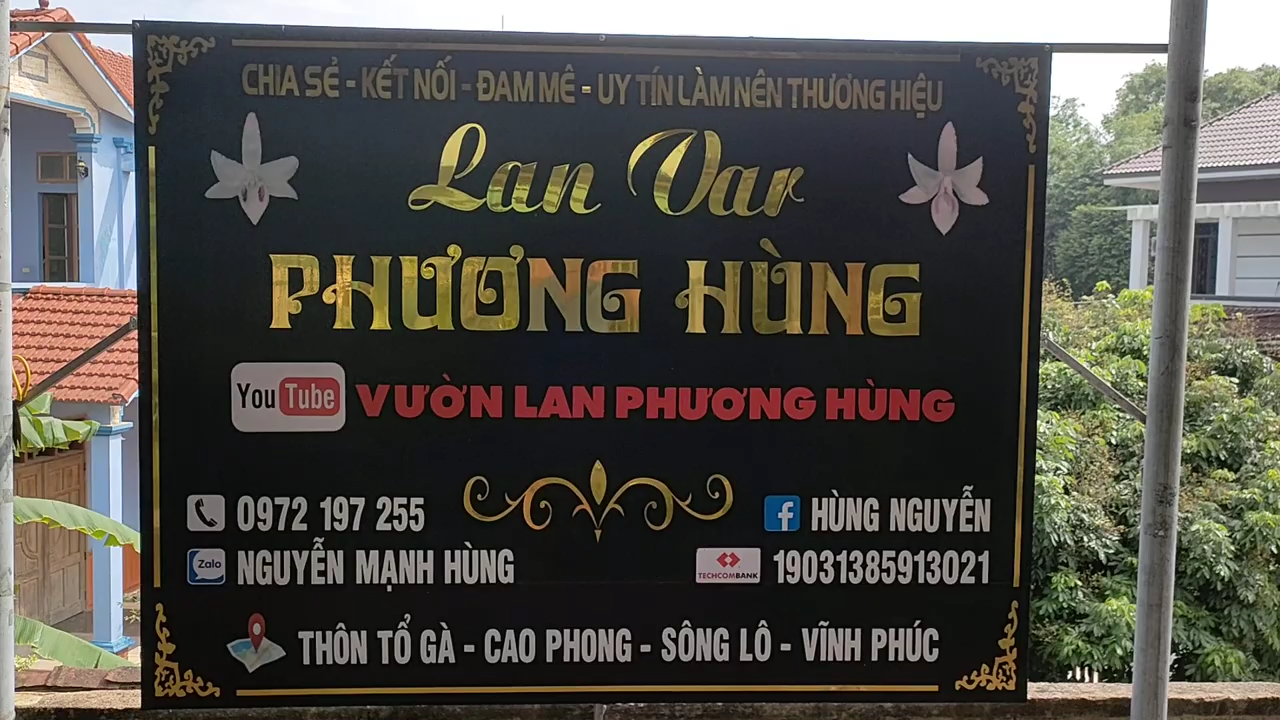 CHIA SẺ - KẾT NỐI - ĐAM MÊ - UY TÍN LÀM NÊN THƯƠNG HIỆU
Lan Var
PHƯƠNG HÙNG
YouTube VƯỜN LAN PHƯƠNG HÙNG
0972 197 255
HÙNG NGUYỄN
Zalo NGUYỄN MẠNH HÙNG
TECHCOMBANK 19031385913021
THÔN TỔ GÀ - CAO PHONG - SÔNG LÔ - VĨNH PHÚC